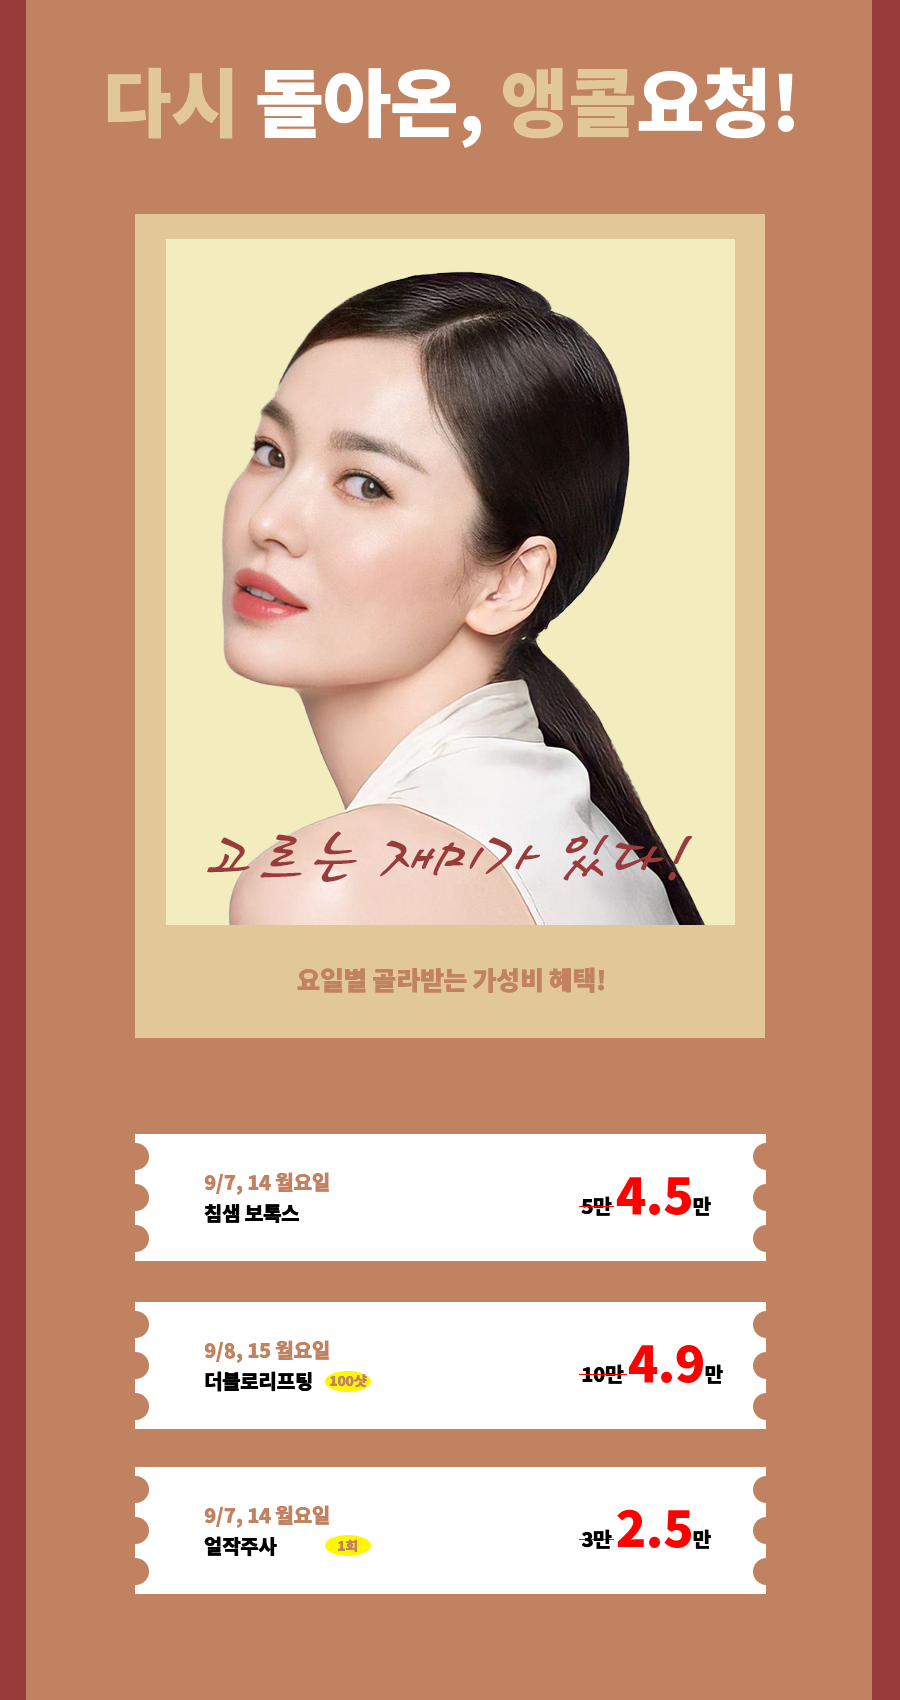 다시 돌아온, 앵콜요청!
고르는 재미가 있다!
요일별 골라받는 가성비 혜택!
9/7, 14 월요일
침샘 보톡스
5만 4.5만
9/8, 15 월요일
더블로리프팅 100샷
10만 4.9만
9/7, 14 월요일
얼작주사 1회
3만 2.5만